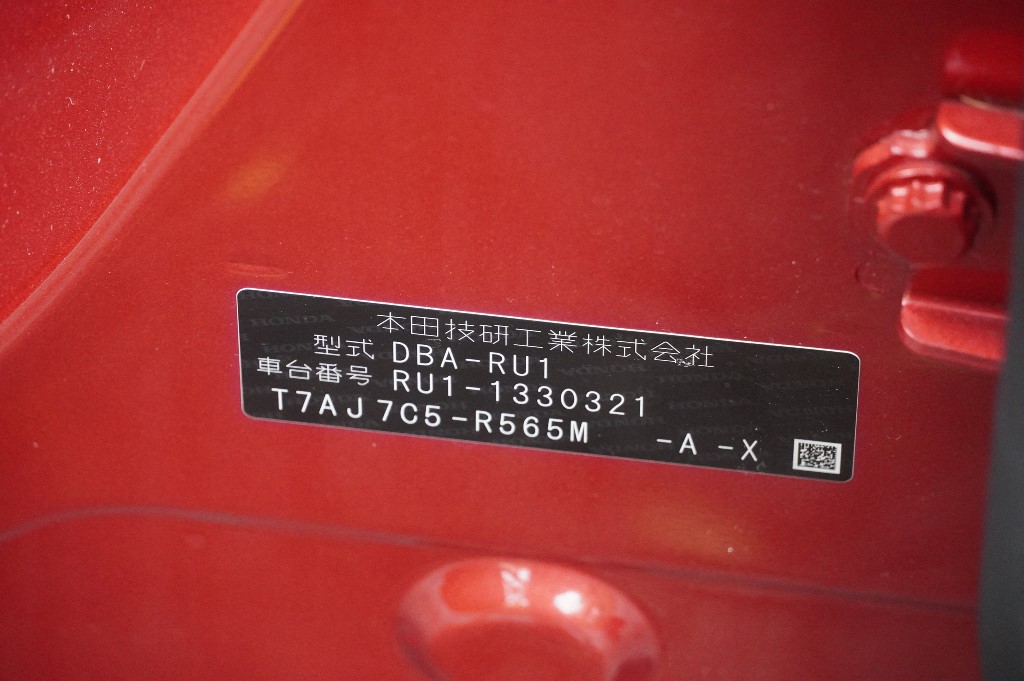 本田技研工業株式会社
型式 DBA-RU1
車台番号 RU1-1330321
T7AJ7C5-R565M -A -X